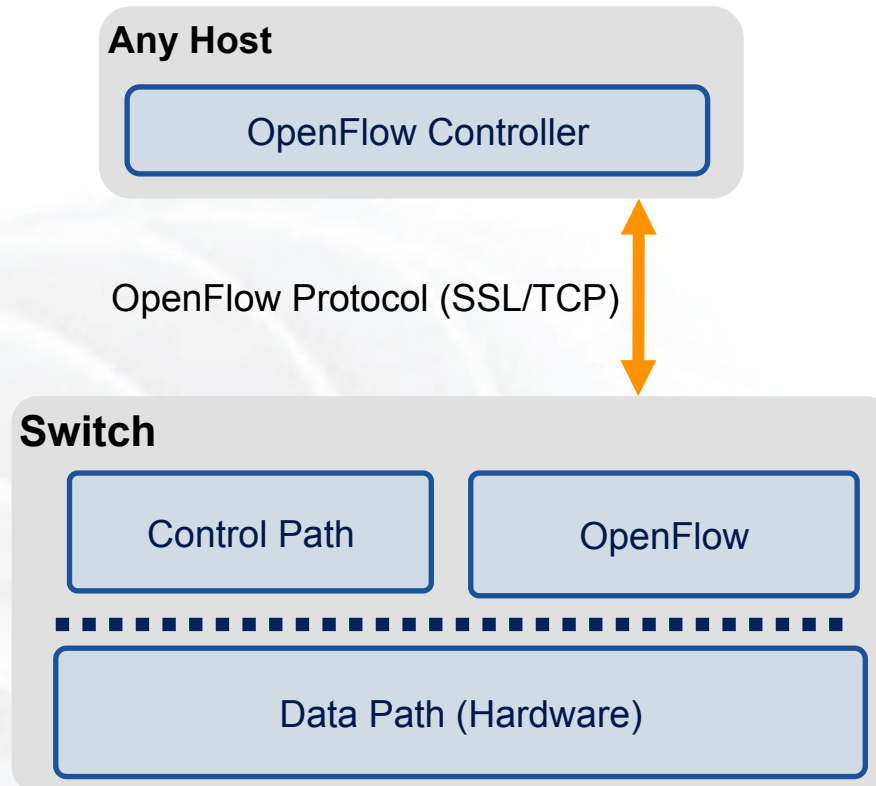 Any Host
OpenFlow Controller
OpenFlow Protocol (SSL/TCP)
Switch
Control Path
OpenFlow
Data Path (Hardware)